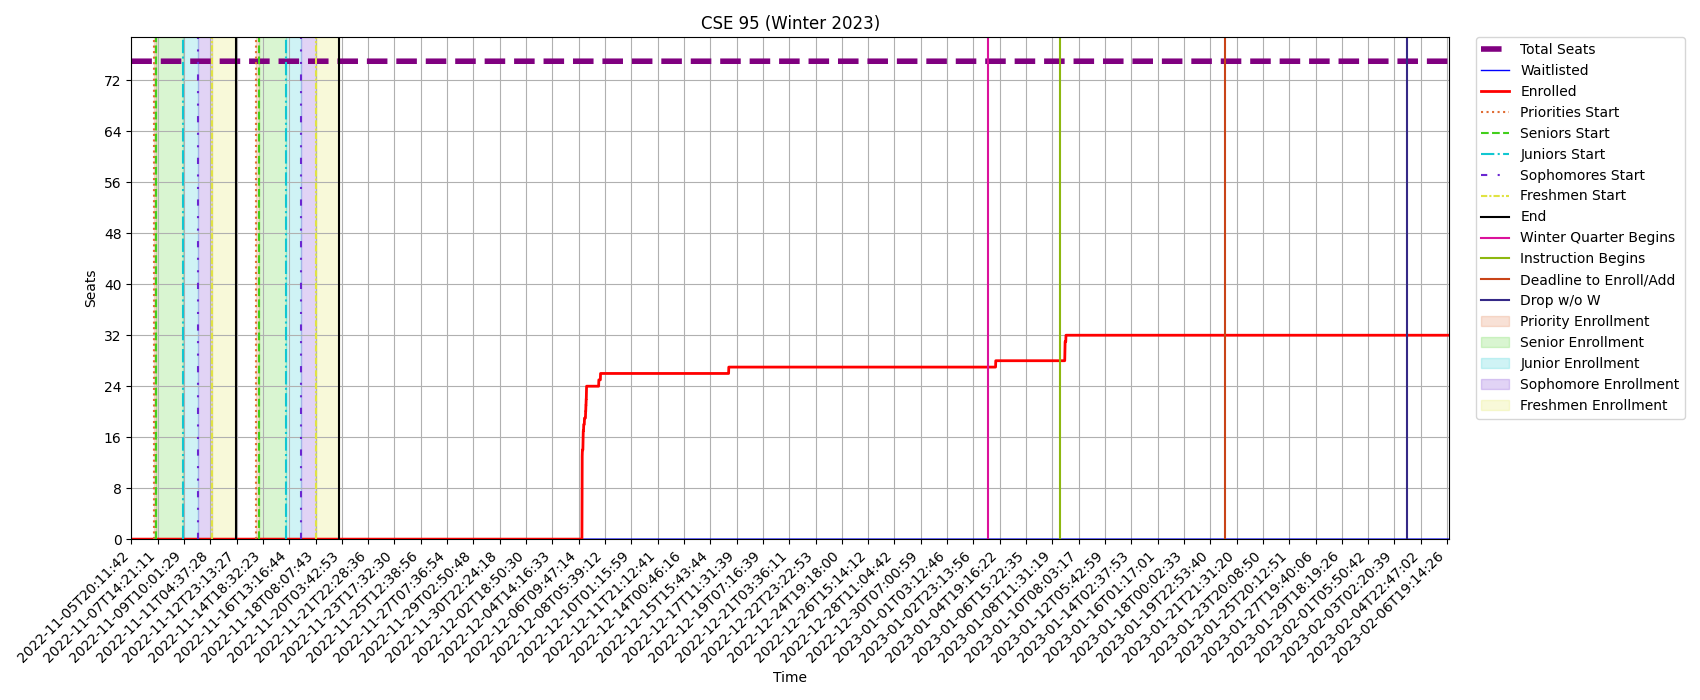 CSE 95 (Winter 2023)
Seats
72
64
56
48
40
32
24
16
8
0
2022-11-05T20:11:42
2022-11-07T14:21:11
2022-11-09T10:01:29
2022-11-11T04:37:28
2022-11-12T23:13:27
2022-11-14T18:32:23
2022-11-16T13:16:44
2022-11-18T08:07:43
2022-11-20T03:42:53
2022-11-21T22:28:36
2022-11-23T17:32:30
2022-11-25T12:38:56
2022-11-27T07:36:54
2022-11-29T02:50:48
2022-11-30T22:24:18
2022-12-02T18:50:30
2022-12-04T14:16:33
2022-12-06T09:47:14
2022-12-08T05:39:12
2022-12-10T01:15:59
2022-12-11T21:12:41
2022-12-14T00:46:16
2022-12-15T15:43:44
2022-12-17T11:31:39
2022-12-19T07:16:39
2022-12-21T03:36:11
2022-12-22T23:22:53
2022-12-24T19:18:00
2022-12-26T15:14:12
2022-12-28T11:04:42
2022-12-30T07:00:59
2023-01-01T03:12:46
2023-01-02T23:13:56
2023-01-04T19:16:22
2023-01-06T15:22:35
2023-01-08T11:31:19
2023-01-10T08:03:17
2023-01-12T05:42:59
2023-01-14T02:37:53
2023-01-16T01:17:01
2023-01-18T00:02:33
2023-01-19T22:53:40
2023-01-21T21:31:20
2023-01-23T20:08:50
2023-01-25T20:12:51
2023-01-27T19:40:06
2023-01-29T18:19:26
2023-02-01T05:50:42
2023-02-03T02:20:39
2023-02-04T22:47:02
2023-02-06T19:14:26
Time
Total Seats
Waitlisted
Enrolled
Priorities Start
Seniors Start
Juniors Start
Sophomores Start
Freshmen Start
End
Winter Quarter Begins
Instruction Begins
Deadline to Enroll/Add
Drop w/o W
Priority Enrollment
Senior Enrollment
Junior Enrollment
Sophomore Enrollment
Freshmen Enrollment